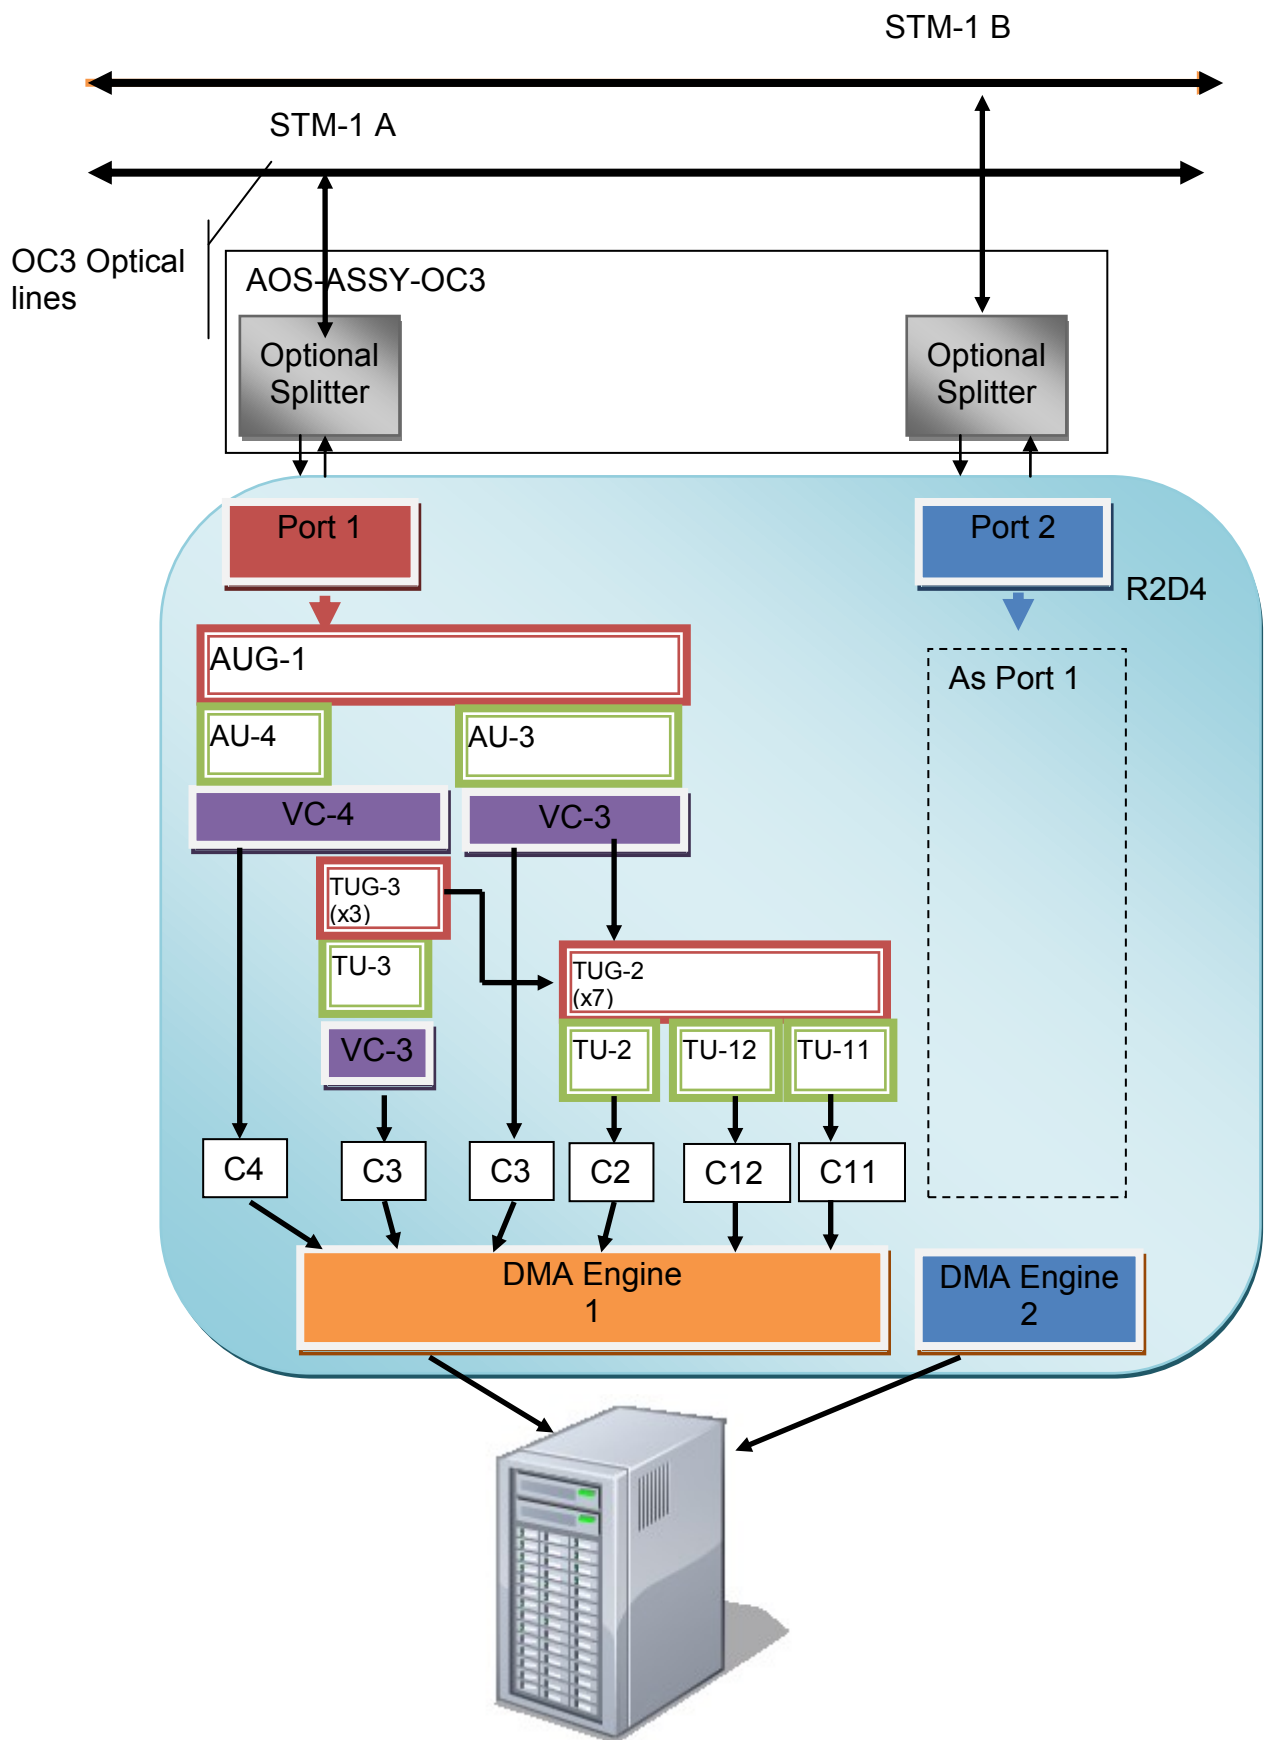 STM-1 B
STM-1 A
OC3 Optical
lines
AOS-ASSY-OC3
Optional
Splitter
Optional
Splitter
Port 1
Port 2
R2D4
AUG-1
As Port 1
AU-4
AU-3
VC-4
VC-3
TUG-3
(x3)
TU-3
TUG-2
(x7)
VC-3
TU-2
TU-12
TU-11
C4
C3
C3
C2
C12
C11
DMA Engine
1
DMA Engine
2